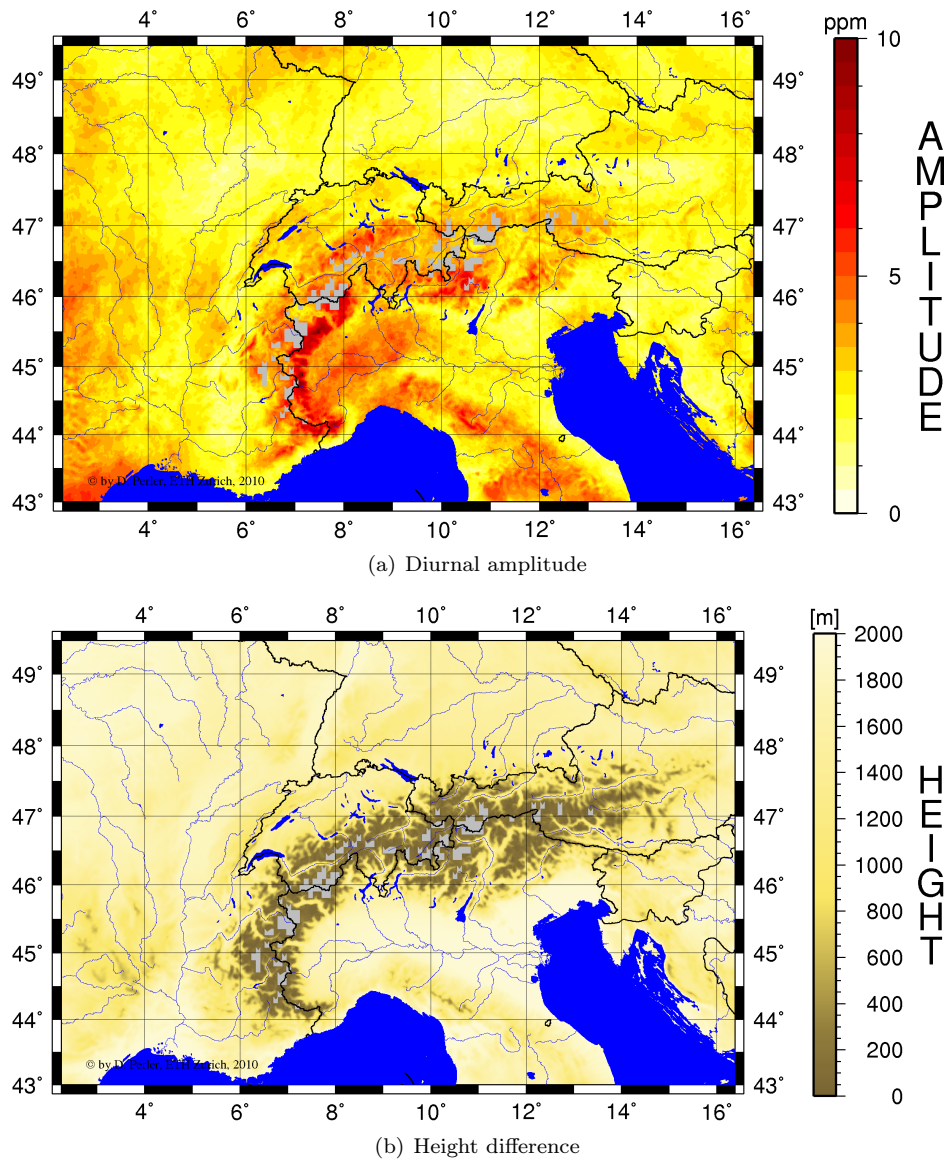 4° 6° 8° 10° 12° 14° 16°
ppm
10
5
0
AMPLITUDE
49° 49°
48° 48°
47° 47°
46° 46°
45° 45°
44° 44°
43° 43°
© by D. Perler, ETH Zürich, 2010
4° 6° 8° 10° 12° 14° 16°
(a) Diurnal amplitude
4° 6° 8° 10° 12° 14° 16°
[m]
2000
1800
1600
1400
1200
1000
800
600
400
200
0
HEIGHT
49° 49°
48° 48°
47° 47°
46° 46°
45° 45°
44° 44°
43° 43°
© by D. Perler, ETH Zürich, 2010
4° 6° 8° 10° 12° 14° 16°
(b) Height difference